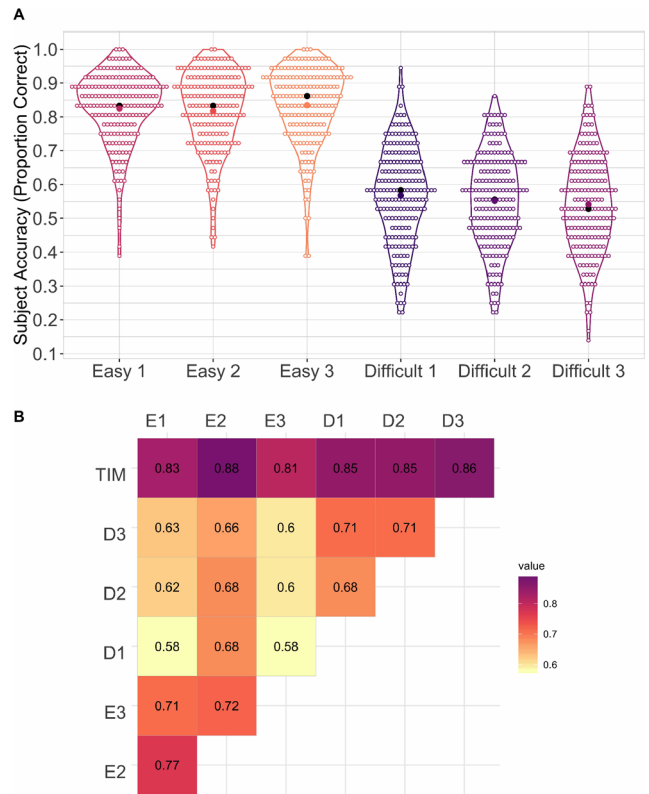 A
Subject Accuracy (Proportion Correct)
1.0
0.9
0.8
0.7
0.6
0.5
0.4
0.3
0.2
0.1
Easy 1 Easy 2 Easy 3 Difficult 1 Difficult 2 Difficult 3
B
E1 E2 E3 D1 D2 D3
TIM 0.83 0.88 0.81 0.85 0.85 0.86
D3 0.63 0.66 0.6 0.71 0.71
D2 0.62 0.68 0.6 0.68
D1 0.58 0.68 0.58
E3 0.71 0.72
E2 0.77
value
0.8
0.7
0.6